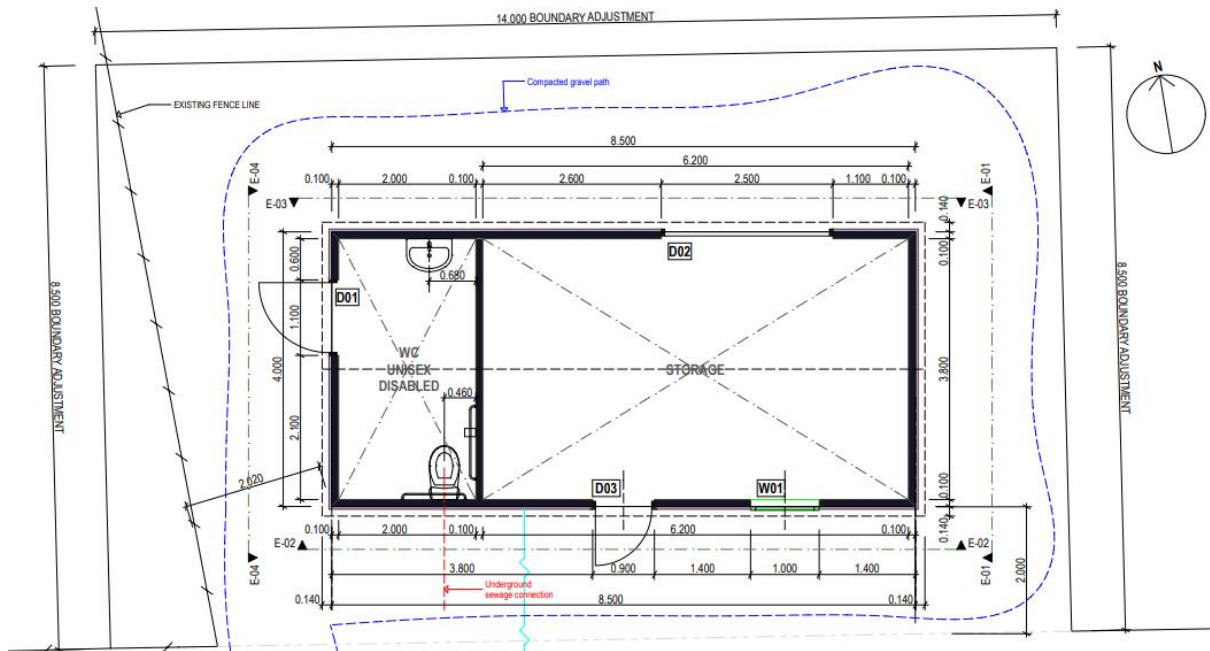 14.000 BOUNDARY ADJUSTMENT
N
Compacted gravel path
EXISTING FENCE LINE
8.500
6.200
E-04
E-01
0.100
2.000
0.100
2.600
2.500
1.100
0.100
E-03
E-03
0.140
0.600
0.100
D02
0.680
D01
8.500 BOUNDARY ADJUSTMENT
8.500 BOUNDARY ADJUSTMENT
1.100
4.000
WC
UNISEX
DISABLED
STORAGE
3.800
0.460
2.100
2.020
D03
W01
0.100
0.100
2.000
0.100
6.200
0.100
0.140
E-02
E-02
E-04
E-01
2.000
3.800
0.900
1.400
1.000
1.400
Underground
sewage connection
0.140
8.500
0.140